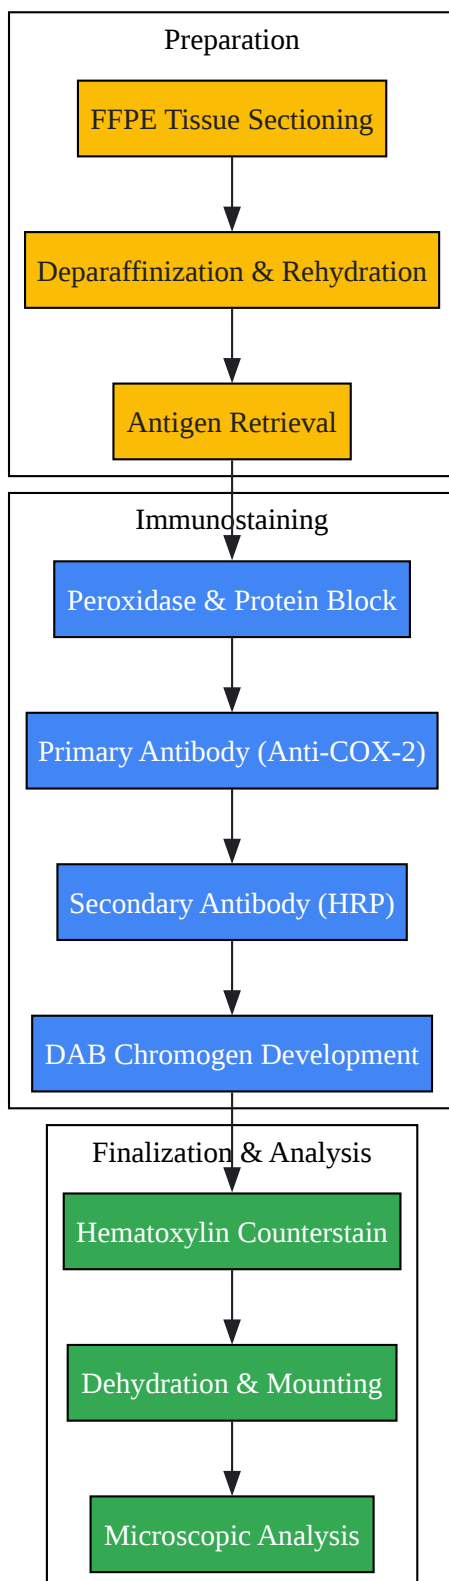 Preparation
FFPE Tissue Sectioning
Deparaffinization & Rehydration
Antigen Retrieval
Immunostaining
Peroxidase & Protein Block
Primary Antibody (Anti-COX-2)
Secondary Antibody (HRP)
DAB Chromogen Development
Finalization & Analysis
Hematoxylin Counterstain
Dehydration & Mounting
Microscopic Analysis